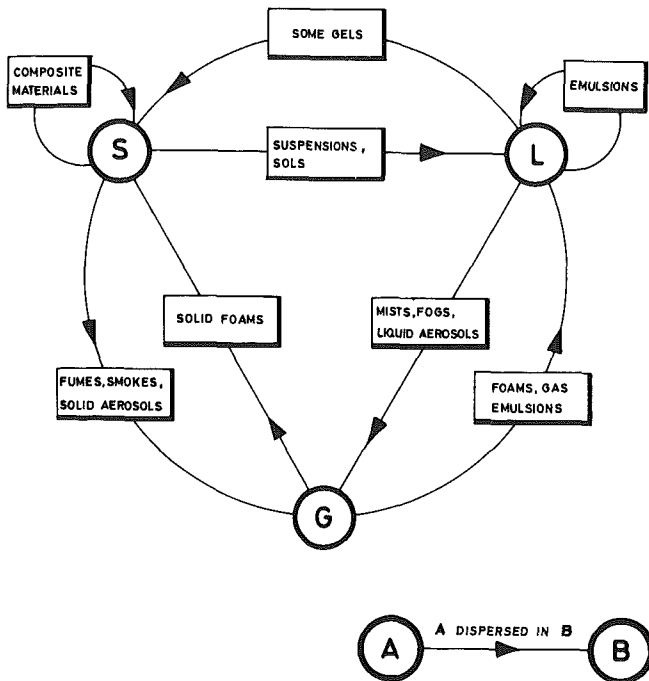 SOME GELS
COMPOSITE
MATERIALS
EMULSIONS
S
SUSPENSIONS,
SOLS
L
SOLID FOAMS
MISTS,FOGS,
LIQUID AEROSOLS
FUMES,SMOKES,
SOLID AEROSOLS
FOAMS, GAS
EMULSIONS
G
A DISPERSED IN B
A
B